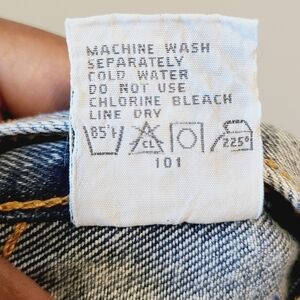 MACHINE WASH
SEPARATELY
COLD WATER
DO NOT USE
CHLORINE BLEACH
LINE DRY
85°F CL 225°
101